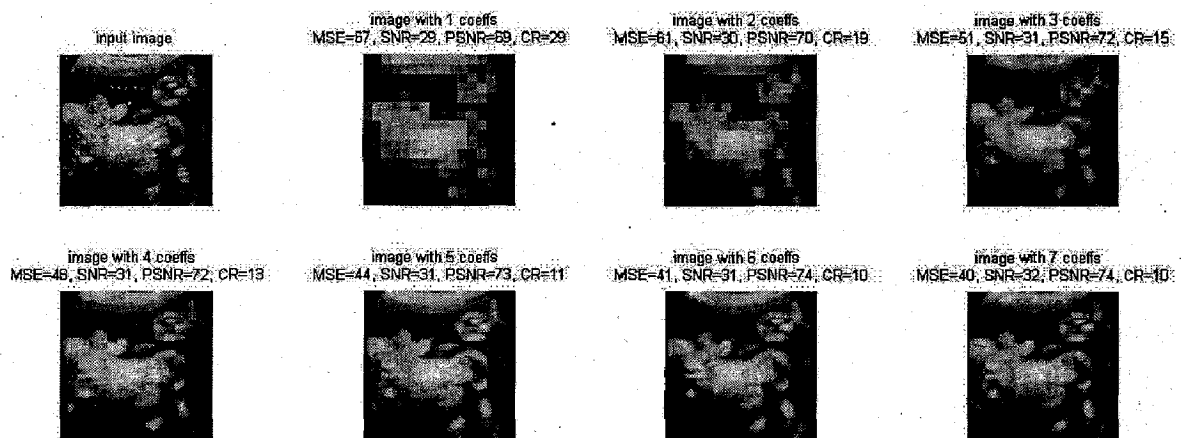 input image
image with 1 coeffs
MSE=67, SNR=29, PSNR=69, CR=29
image with 2 coeffs
MSE=61, SNR=30, PSNR=70, CR=19
image with 3 coeffs
MSE=51, SNR=31, PSNR=72, CR=15
image with 4 coeffs
MSE=46, SNR=31, PSNR=72, CR=13
image with 5 coeffs
MSE=44, SNR=31, PSNR=73, CR=11
image with 6 coeffs
MSE=41, SNR=31, PSNR=74, CR=10
image with 7 coeffs
MSE=40, SNR=32, PSNR=74, CR=10